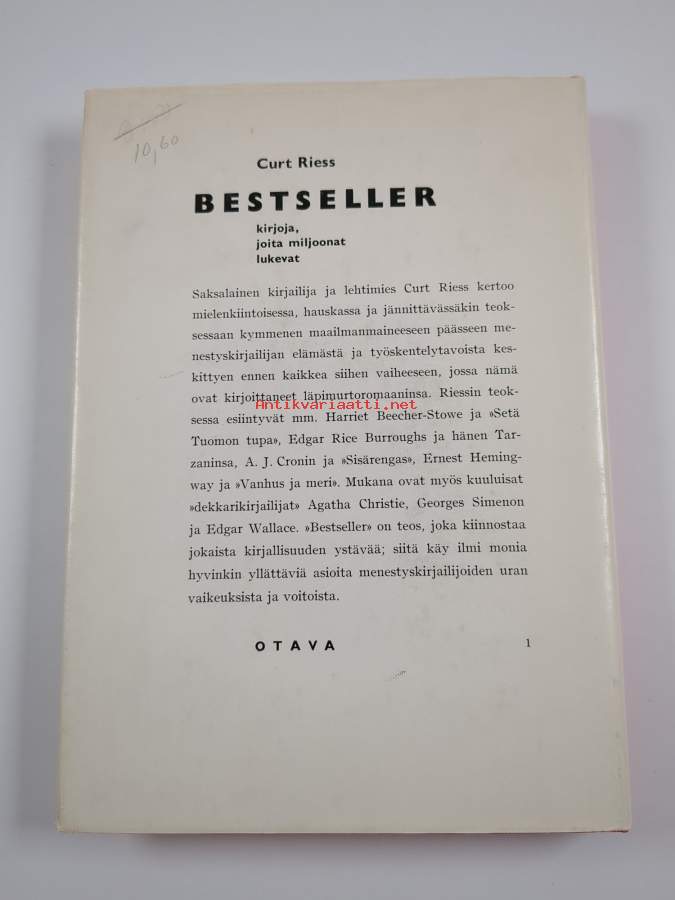 10,60
Curt Riess
BESTSELLER
kirjoja,
joita miljoonat
lukevat
Saksalainen kirjailija ja lehtimies Curt Riess kertoo
mielenkiintoisessa, hauskassa ja jännittävässäkin teok-
sessaan kymmenen maailmanmaineeseen päässeen me-
nestyskirjailijan elämästä ja työskentelytavoista kes-
kittyen ennen kaikkea siihen vaiheeseen, jossa nämä
ovat kirjoittaneet läpimurtoromaaninsa. Riessin teok-
Antikvariaatti.net
sessa esiintyvät mm. Harriet Beecher-Stowe ja »Setä
Tuomon tupa», Edgar Rice Burroughs ja hänen Tar-
zaninsa, A. J. Cronin ja »Sisärengas», Ernest Heming-
way ja »Vanhus ja meri». Mukana ovat myös kuuluisat
»dekkarikirjailijat» Agatha Christie, Georges Simenon
ja Edgar Wallace. »Bestseller» on teos, joka kiinnostaa
jokaista kirjallisuuden ystävää; siitä käy ilmi monia
hyvinkin yllättäviä asioita menestyskirjailijoiden uran
vaikeuksista ja voitoista.
OTAVA 1